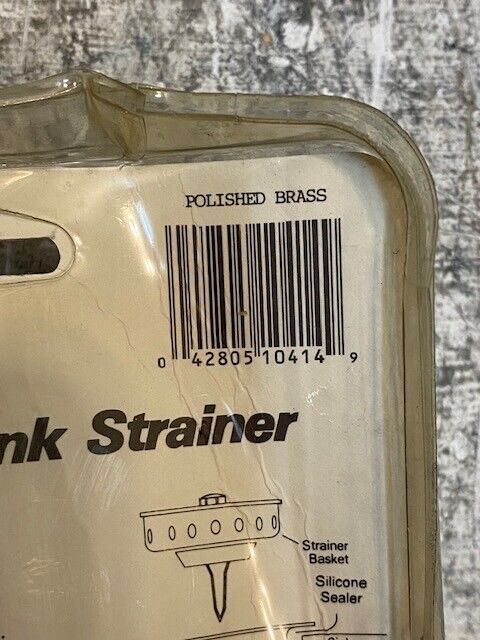 POLISHED BRASS
0 42805 10414 9
nk Strainer
Strainer
Basket
Silicone
Sealer